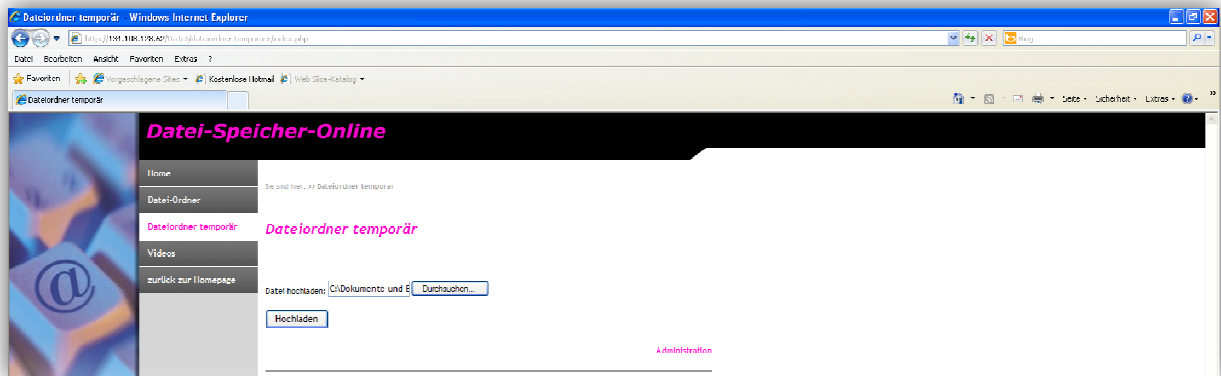 Dateiordner temporär - Windows Internet Explorer
Bing
Datei Bearbeiten Ansicht Favoriten Extras ?
Favoriten Vorgeschlagene Sites Kostenlose Hotmail Web Slice-Katalog
Dateiordner temporär
Seite Sicherheit Extras
Datei-Speicher-Online
Home
Sie sind hier: >> Dateiordner temporär
Datei-Ordner
Dateiordner temporär
Dateiordner temporär
Videos
zurück zur Homepage
Datei hochladen: C:\Dokumente und E Durchsuchen...
Hochladen
Administration